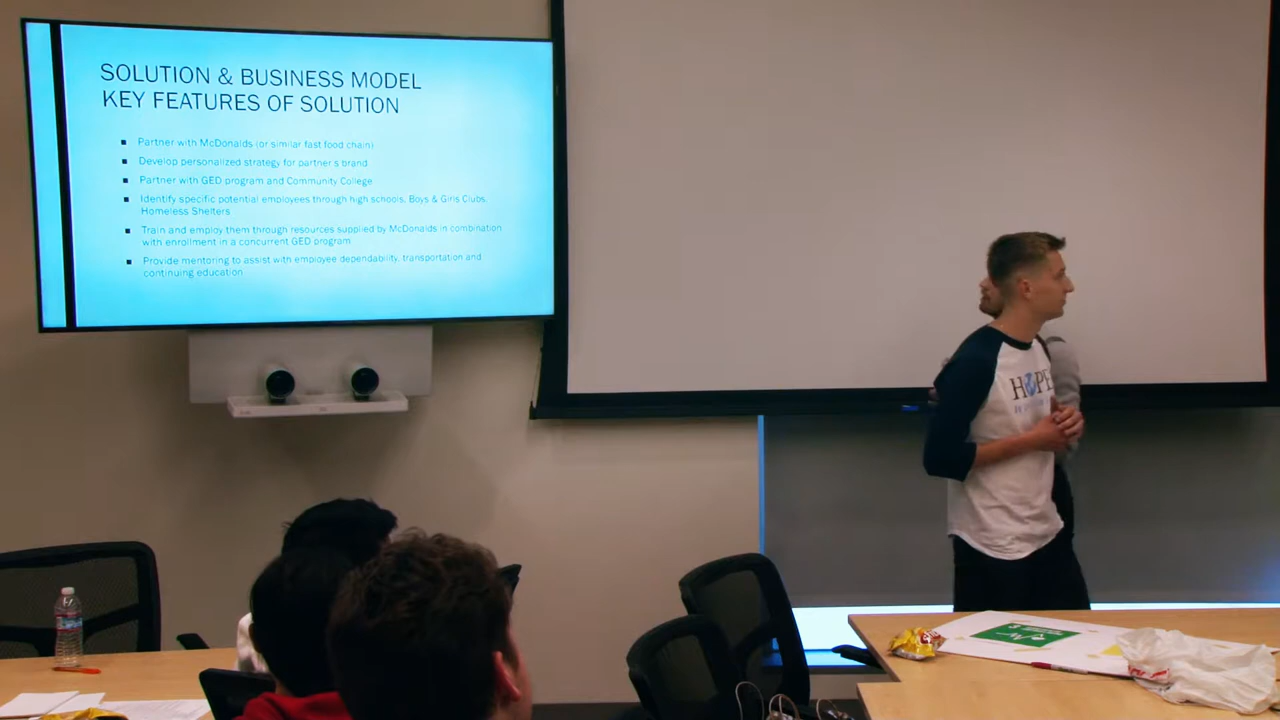 SOLUTION & BUSINESS MODEL
KEY FEATURES OF SOLUTION
Partner with McDonalds (or similar fast food chain)
Develop personalized strategy for partner's brand
Partner with GED program and Community College
Identify specific potential employees through high schools, Boys & Girls Clubs,
Homeless Shelters
Train and employ them through resources supplied by McDonalds in combination
with enrollment in a concurrent GED program
Provide mentoring to assist with employee dependability, transportation and
continuing education
HOPE